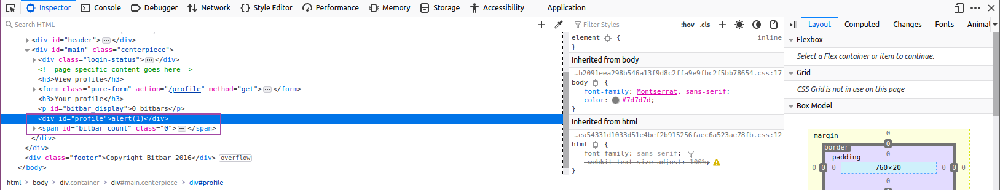 Inspector Console Debugger Network Style Editor Performance Memory Storage Accessibility Application
Search HTML
<div id="header"></div>
<div id="main" class="centerpiece">
<div class="login-status"></div>
<!--page-specific content goes here-->
<h3>View profile</h3>
<form class="pure-form" action="/profile" method="get"></form>
<h3>Your profile</h3>
<p id="bitbar_display">0 bitbars</p>
<div id="profile">alert(1)</div>
<span id="bitbar_count" class="0"></span>
</div>
</div>
<div class="footer">Copyright Bitbar 2016</div> overflow
</body>
html body div.container div#main.centerpiece div#profile
Filter Styles :hov .cls
element { inline
}
Inherited from body
…b2091eea298b546a13f9d8c2ffa9e9fbc2f5bb78654.css:17
body {
font-family: Montserrat, sans-serif;
color: #7d7d7d;
}
Inherited from html
…ea54331d1033d51e4bef2b915256faec6a523ae78fb.css:12
html {
font-family: sans-serif;
-webkit-text-size-adjust: 100%;
}
Layout Computed Changes Fonts Animat
Flexbox
Select a Flex container or item to continue.
Grid
CSS Grid is not in use on this page
Box Model
margin 0
border 0
padding 0
0 0 0 760×20 0 0 0
0